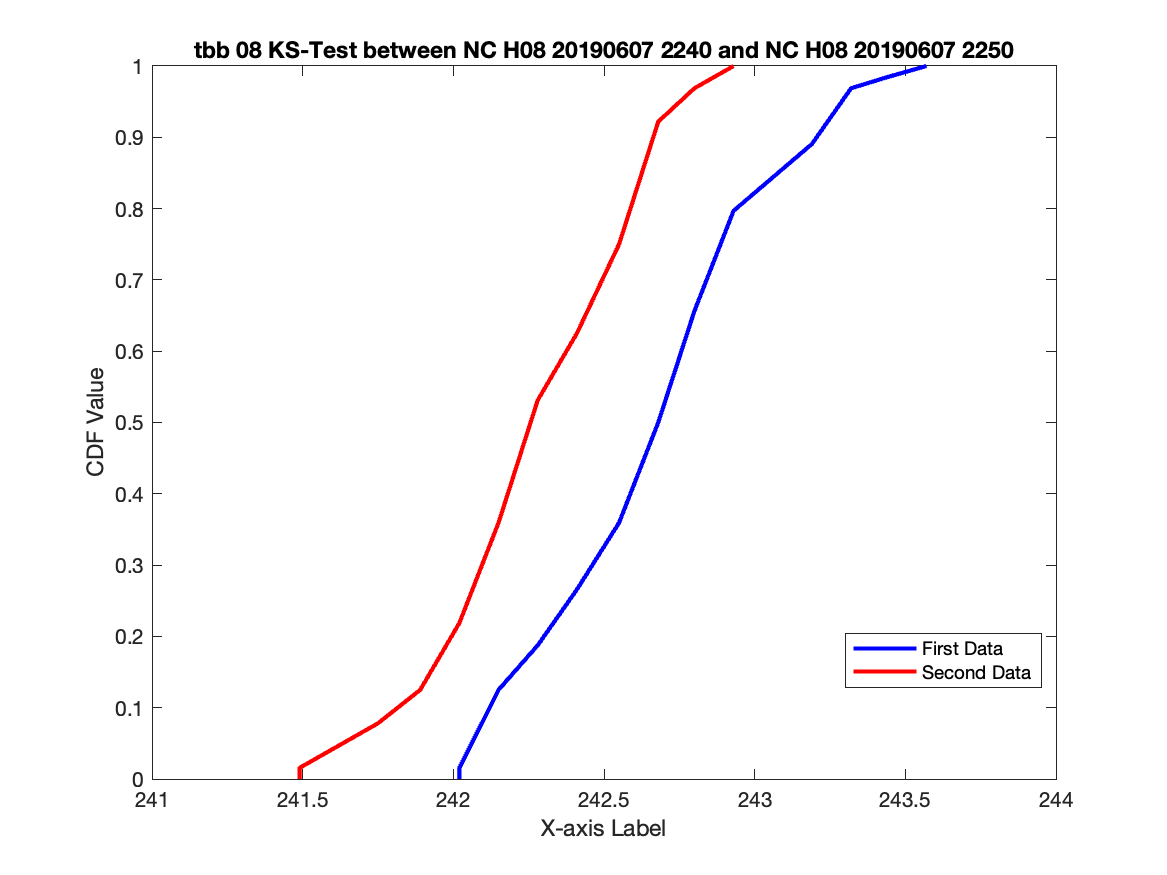 tbb 08 KS-Test between NC H08 20190607 2240 and NC H08 20190607 2250
1
0.9
0.8
0.7
0.6
0.5
0.4
0.3
0.2
0.1
0
CDF Value
First Data
Second Data
241 241.5 242 242.5 243 243.5 244
X-axis Label